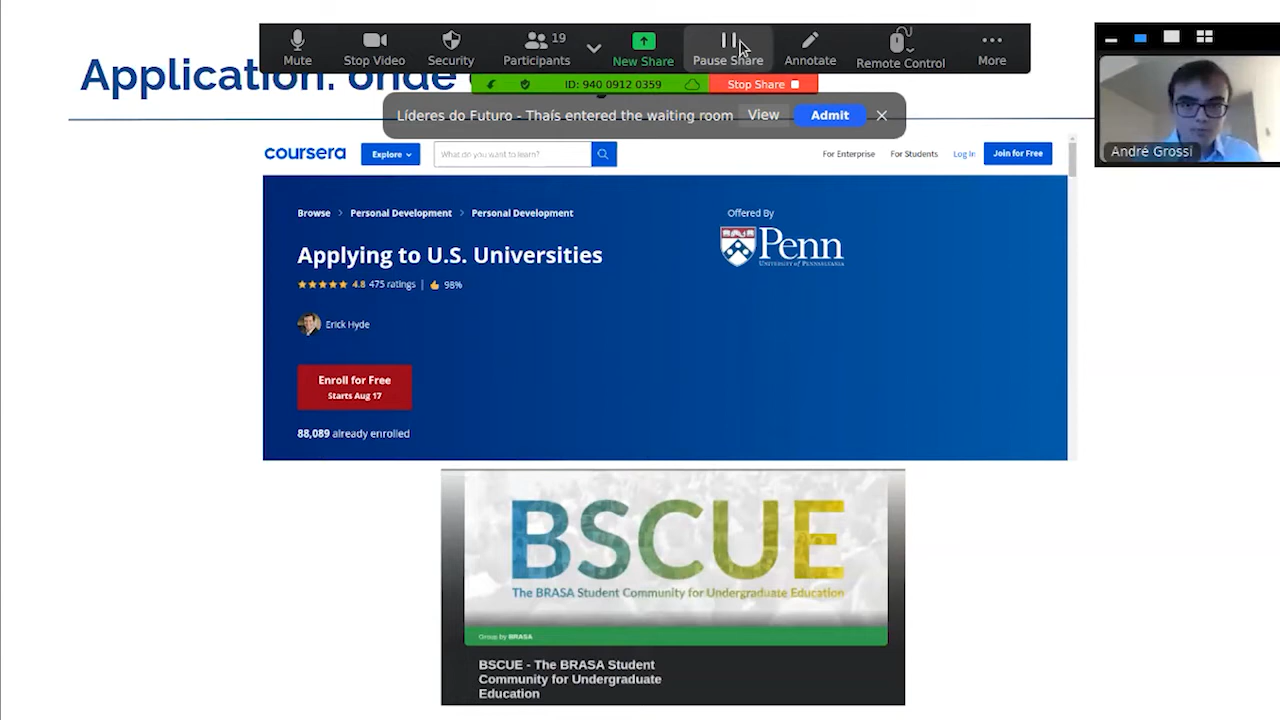 Mute
Stop Video
Security
Participants
19
New Share
Pause Share
Annotate
Remote Control
More
Application: onde
ID: 940 0912 0359
Stop Share
Líderes do Futuro - Thaís entered the waiting room
View
Admit
André Grossi
coursera
Explore
What do you want to learn?
For Enterprise
For Students
Log In
Join for Free
Browse > Personal Development > Personal Development
Offered By
Penn
UNIVERSITY of PENNSYLVANIA
Applying to U.S. Universities
4.8 475 ratings | 98%
Erick Hyde
Enroll for Free
Starts Aug 17
88,089 already enrolled
BSCUE
The BRASA Student Community for Undergraduate Education
Group by BRASA
BSCUE - The BRASA Student
Community for Undergraduate
Education